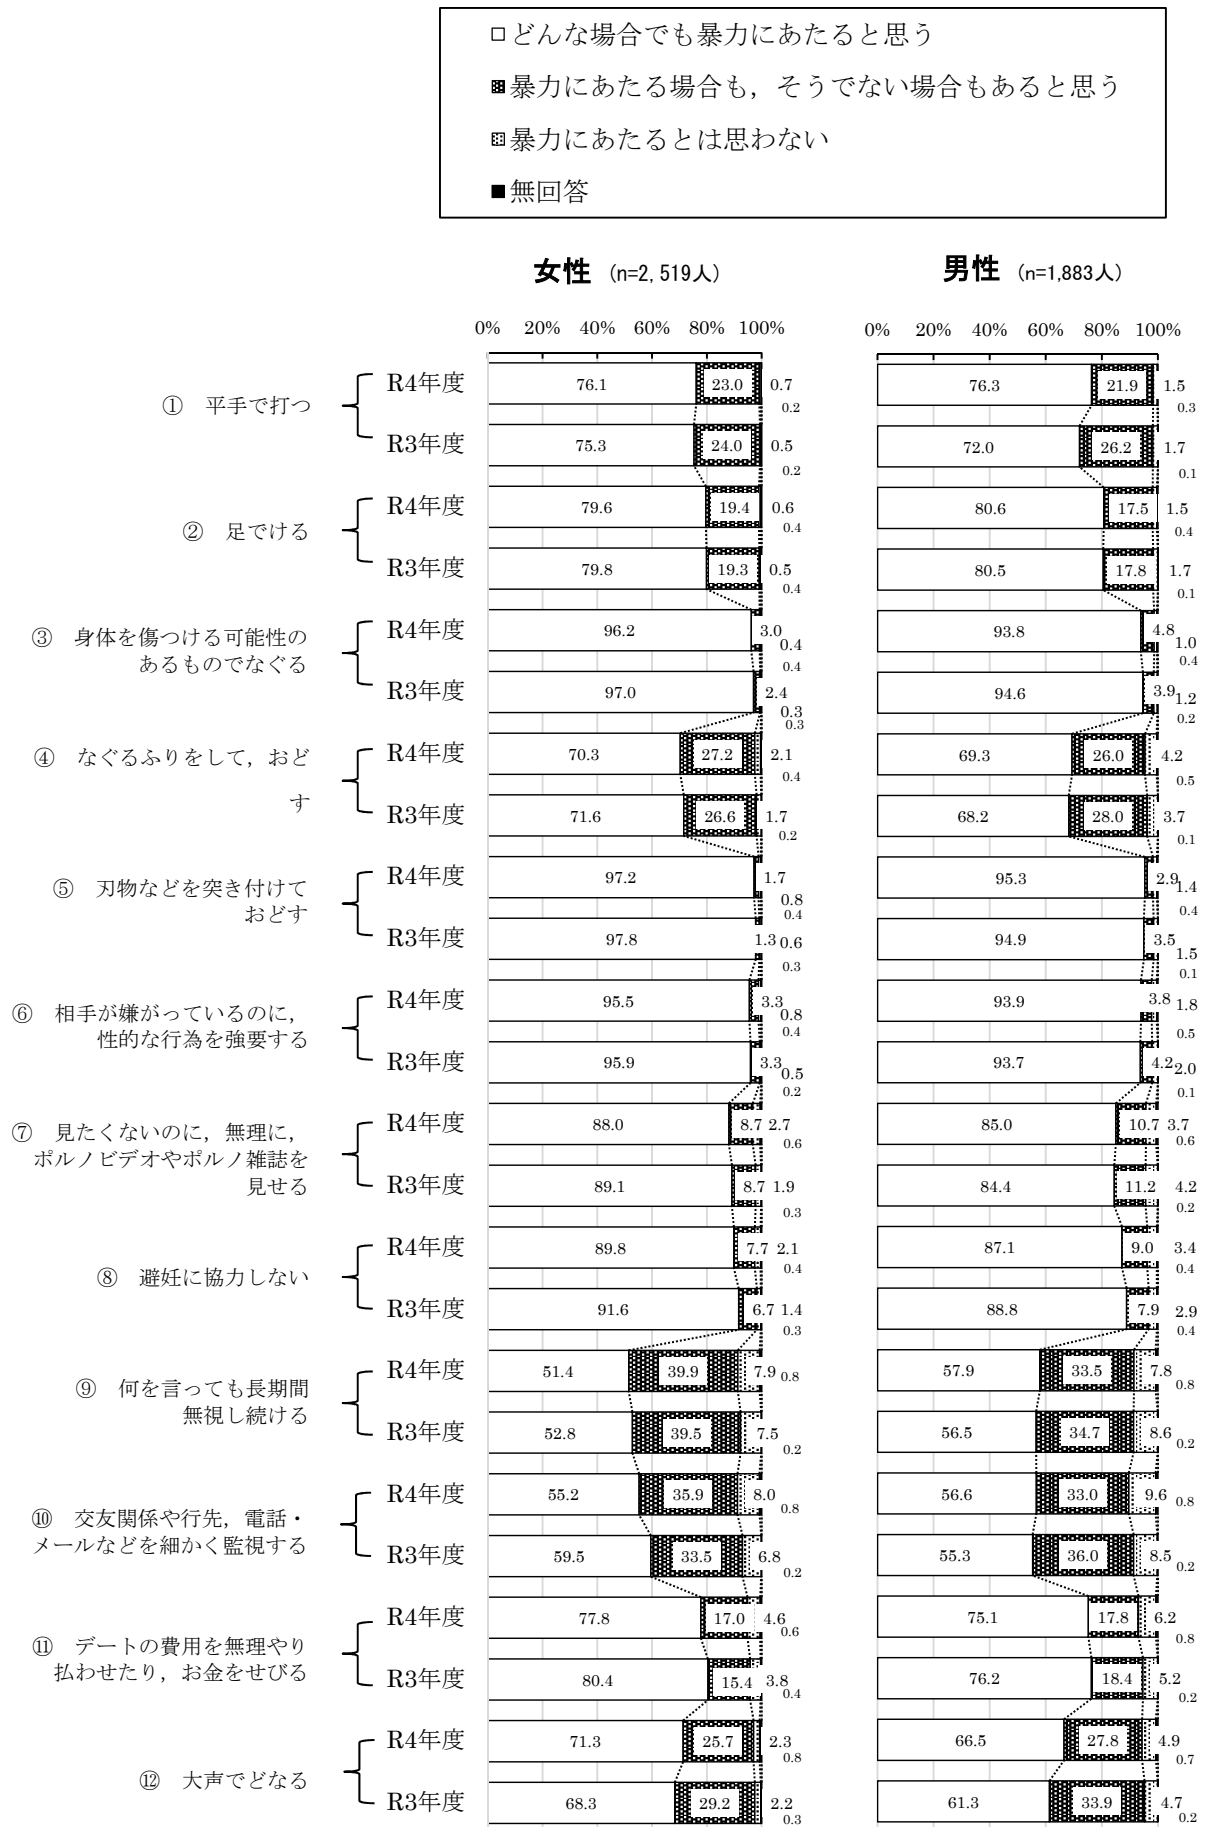 □どんな場合でも暴力にあたると思う
暴力にあたる場合も，そうでない場合もあると思う
暴力にあたるとは思わない
■無回答
女性 (n=2,519人)
男性 (n=1,883人)
0% 20% 40% 60% 80% 100%
0% 20% 40% 60% 80% 100%
① 平手で打つ
R4年度 76.1 23.0 0.7 0.2
76.3 21.9 1.5 0.3
R3年度 75.3 24.0 0.5 0.2
72.0 26.2 1.7 0.1
② 足でける
R4年度 79.6 19.4 0.6 0.4
80.6 17.5 1.5 0.4
R3年度 79.8 19.3 0.5 0.4
80.5 17.8 1.7 0.1
③ 身体を傷つける可能性の
あるものでなぐる
R4年度 96.2 3.0 0.4 0.4
93.8 4.8 1.0 0.4
R3年度 97.0 2.4 0.3 0.3
94.6 3.9 1.2 0.2
④ なぐるふりをして，おど
す
R4年度 70.3 27.2 2.1 0.4
69.3 26.0 4.2 0.5
R3年度 71.6 26.6 1.7 0.2
68.2 28.0 3.7 0.1
⑤ 刃物などを突き付けて
おどす
R4年度 97.2 1.7 0.8 0.4
95.3 2.9 1.4 0.4
R3年度 97.8 1.3 0.6 0.3
94.9 3.5 1.5 0.1
⑥ 相手が嫌がっているのに，
性的な行為を強要する
R4年度 95.5 3.3 0.8 0.4
93.9 3.8 1.8 0.5
R3年度 95.9 3.3 0.5 0.2
93.7 4.2 2.0 0.1
⑦ 見たくないのに，無理に，
ポルノビデオやポルノ雑誌を
見せる
R4年度 88.0 8.7 2.7 0.6
85.0 10.7 3.7 0.6
R3年度 89.1 8.7 1.9 0.3
84.4 11.2 4.2 0.2
⑧ 避妊に協力しない
R4年度 89.8 7.7 2.1 0.4
87.1 9.0 3.4 0.4
R3年度 91.6 6.7 1.4 0.3
88.8 7.9 2.9 0.4
⑨ 何を言っても長期間
無視し続ける
R4年度 51.4 39.9 7.9 0.8
57.9 33.5 7.8 0.8
R3年度 52.8 39.5 7.5 0.2
56.5 34.7 8.6 0.2
⑩ 交友関係や行先，電話・
メールなどを細かく監視する
R4年度 55.2 35.9 8.0 0.8
56.6 33.0 9.6 0.8
R3年度 59.5 33.5 6.8 0.2
55.3 36.0 8.5 0.2
⑪ デートの費用を無理やり
払わせたり，お金をせびる
R4年度 77.8 17.0 4.6 0.6
75.1 17.8 6.2 0.8
R3年度 80.4 15.4 3.8 0.4
76.2 18.4 5.2 0.2
⑫ 大声でどなる
R4年度 71.3 25.7 2.3 0.8
66.5 27.8 4.9 0.7
R3年度 68.3 29.2 2.2 0.3
61.3 33.9 4.7 0.2